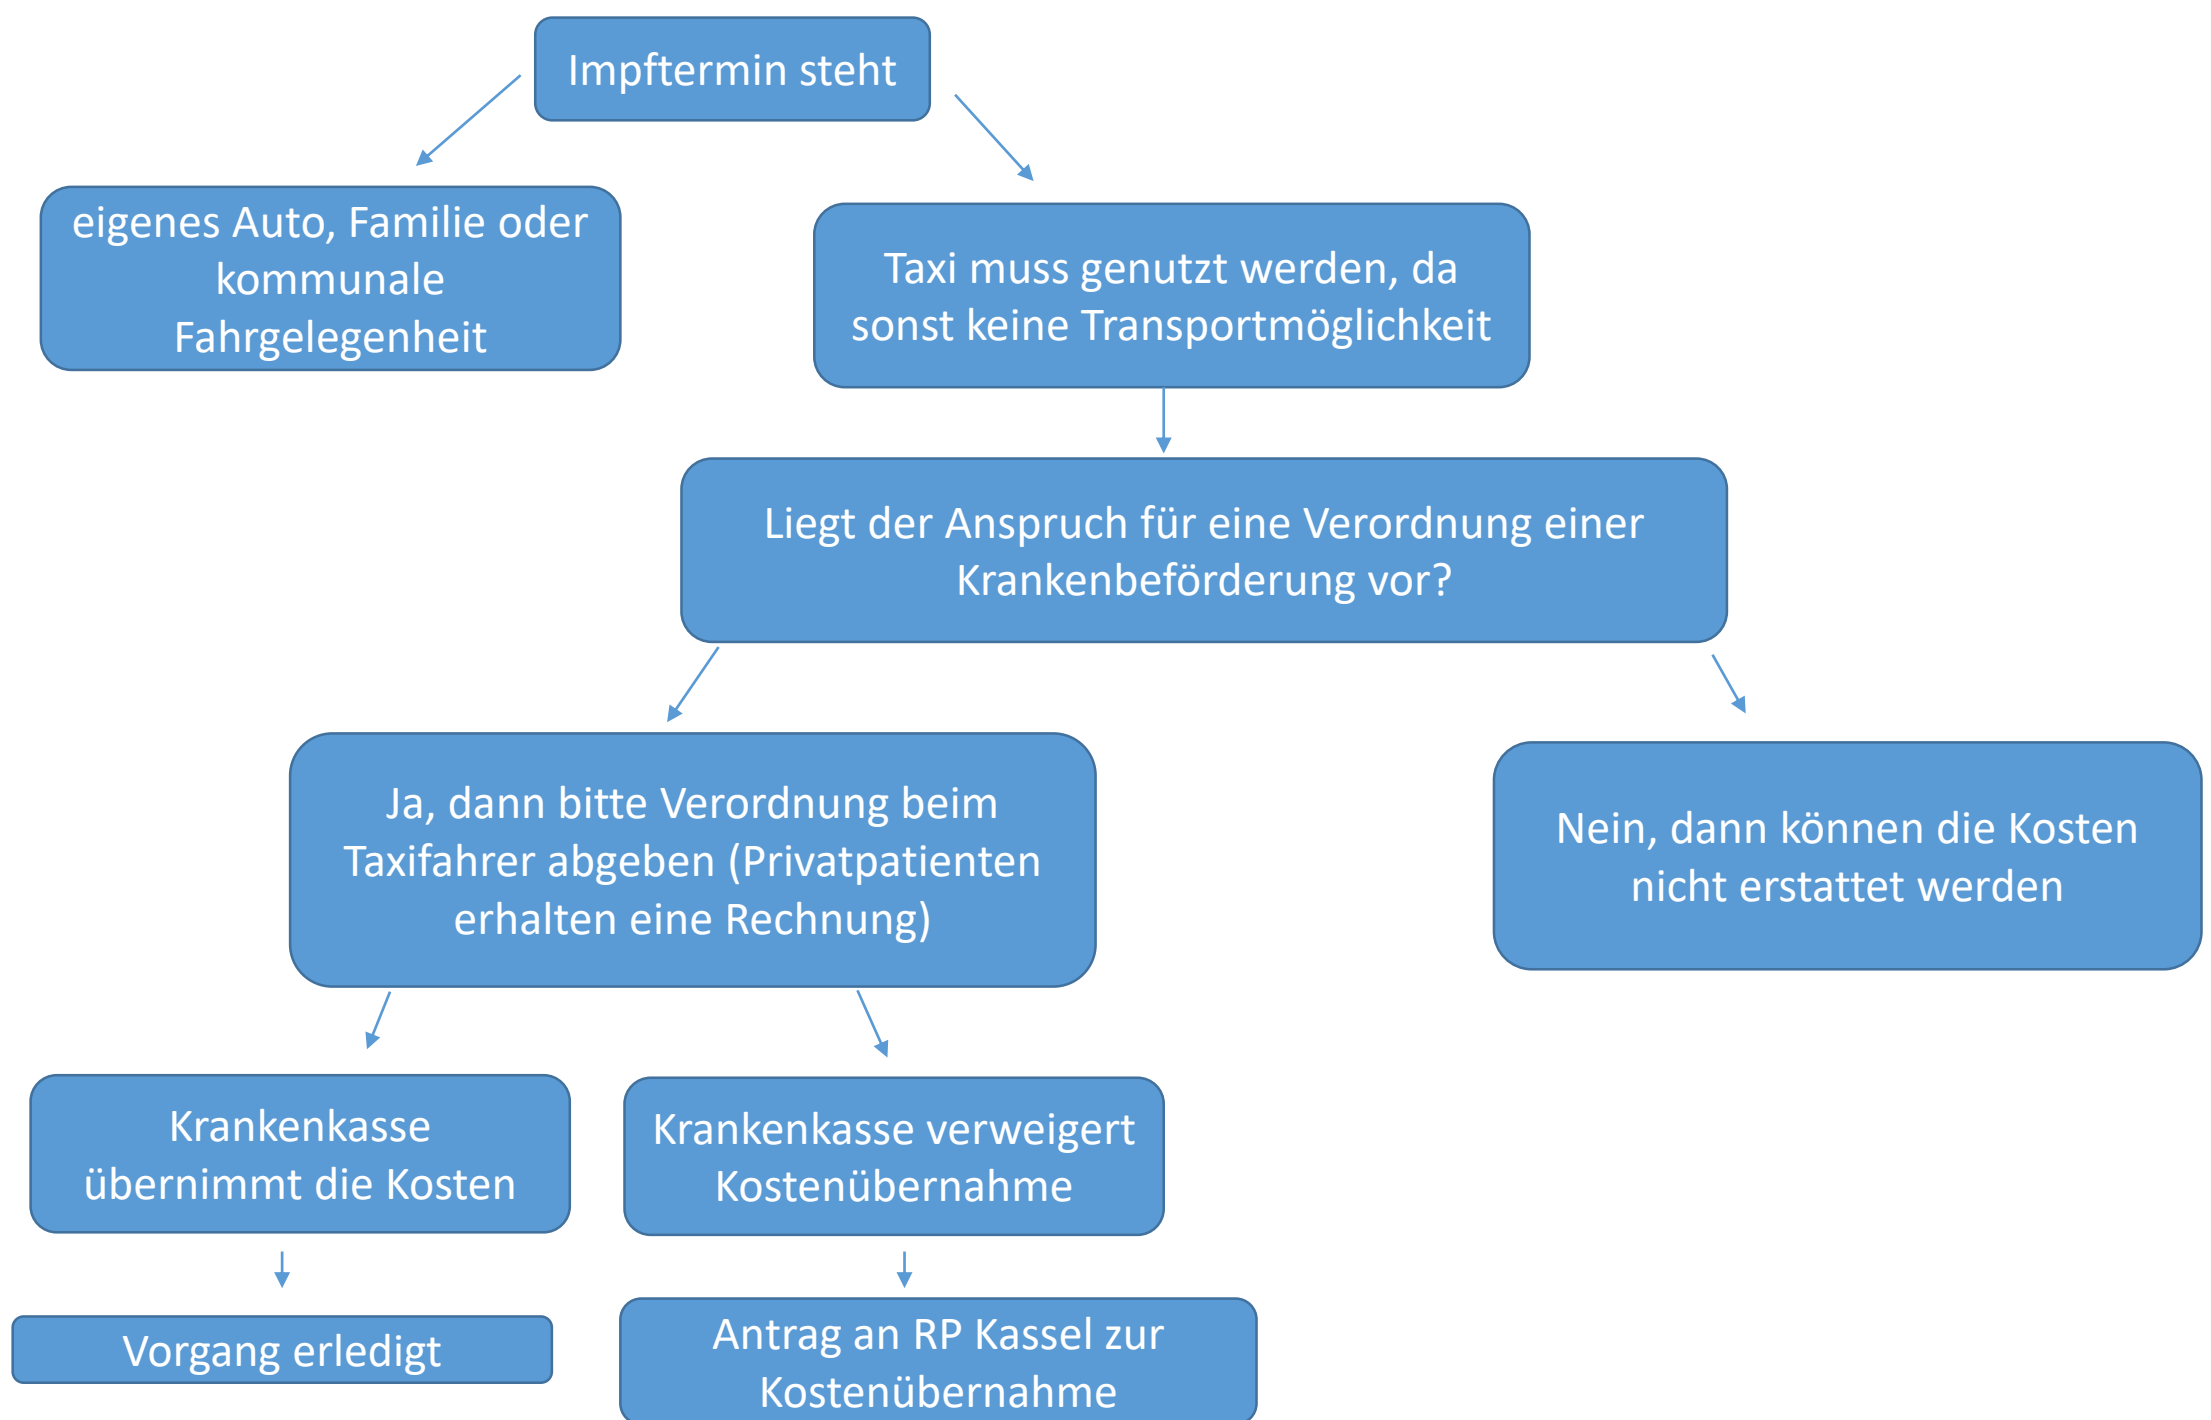 Impftermin steht
eigenes Auto, Familie oder
kommunale
Fahrgelegenheit
Taxi muss genutzt werden, da
sonst keine Transportmöglichkeit
Liegt der Anspruch für eine Verordnung einer
Krankenbeförderung vor?
Ja, dann bitte Verordnung beim
Taxifahrer abgeben (Privatpatienten
erhalten eine Rechnung)
Nein, dann können die Kosten
nicht erstattet werden
Krankenkasse
übernimmt die Kosten
Krankenkasse verweigert
Kostenübernahme
Vorgang erledigt
Antrag an RP Kassel zur
Kostenübernahme